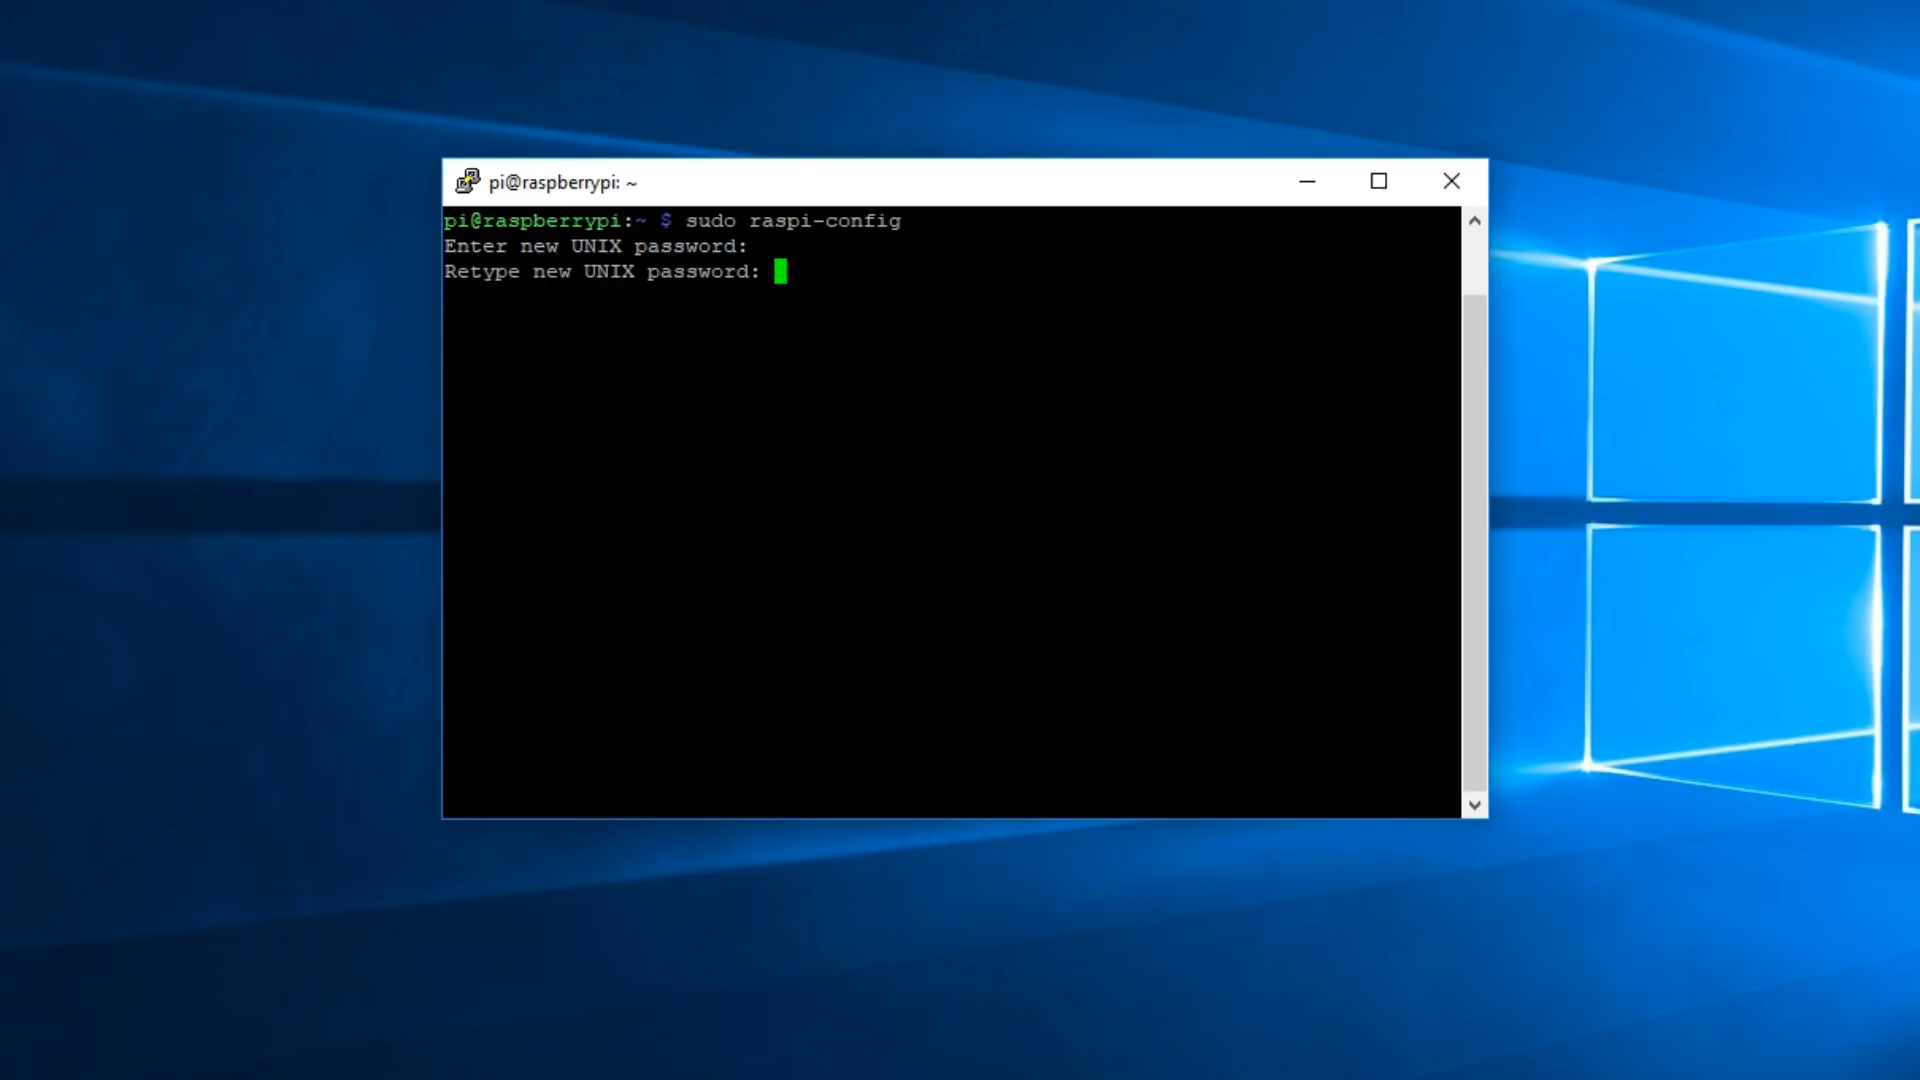 pi@raspberrypi: ~
pi@raspberrypi:~ $ sudo raspi-config
Enter new UNIX password:
Retype new UNIX password: